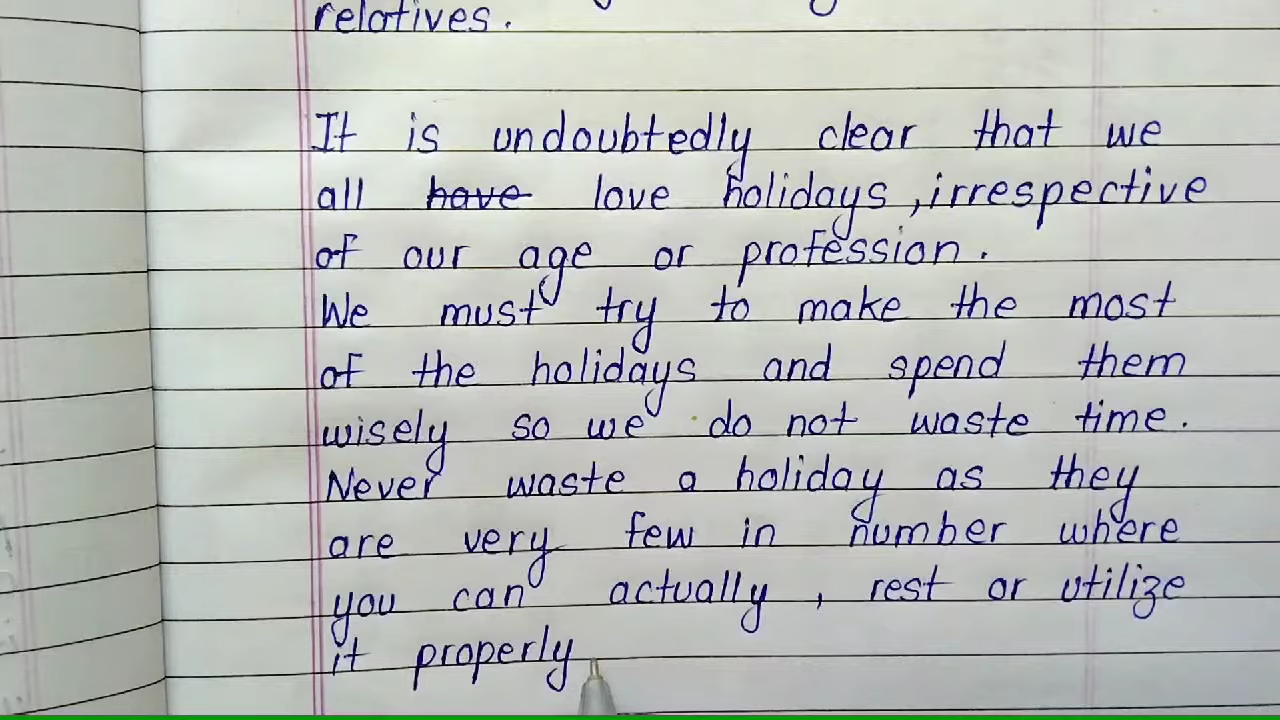 relatives.
It is undoubtedly clear that we
all have love holidays, irrespective
of our age or profession.
We must try to make the most
of the holidays and spend them
wisely so we do not waste time.
Never waste a holiday as they
are very few in number where
you can actually, rest or utilize
it properly